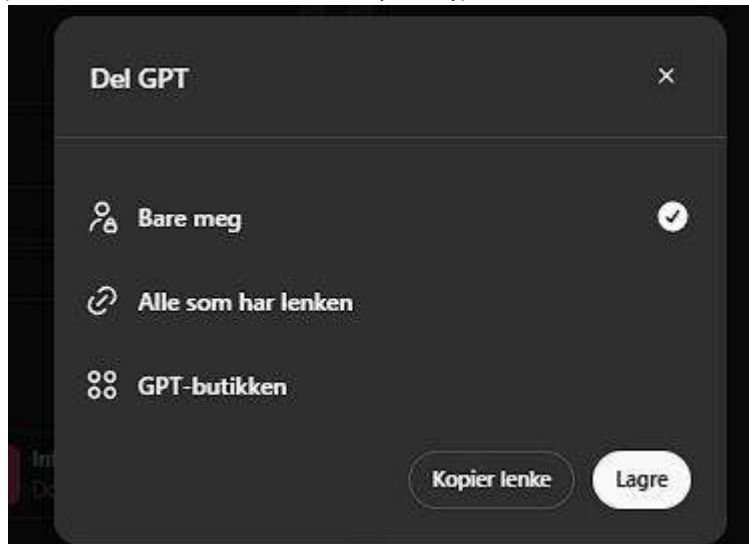 Del GPT
Bare meg
Alle som har lenken
GPT-butikken
Kopier lenke
Lagre